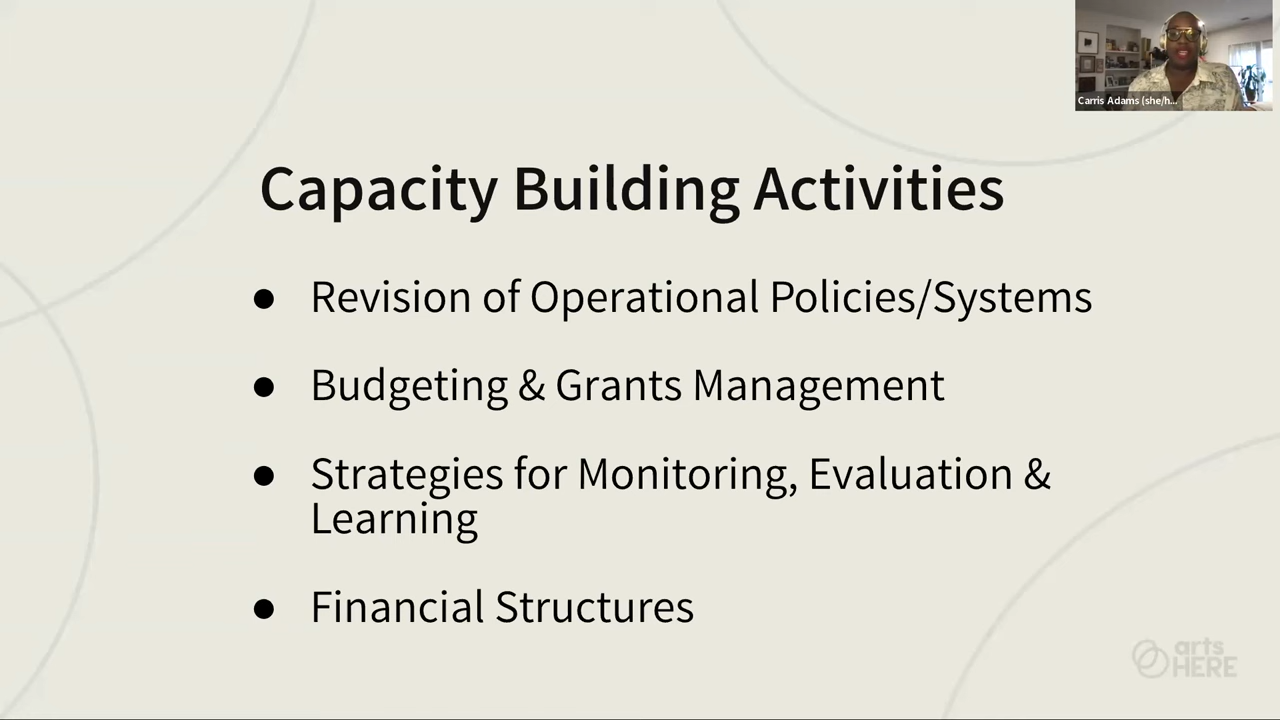 Carris Adams (she/h...
Capacity Building Activities
● Revision of Operational Policies/Systems
● Budgeting & Grants Management
● Strategies for Monitoring, Evaluation &
Learning
● Financial Structures
arts
HERE